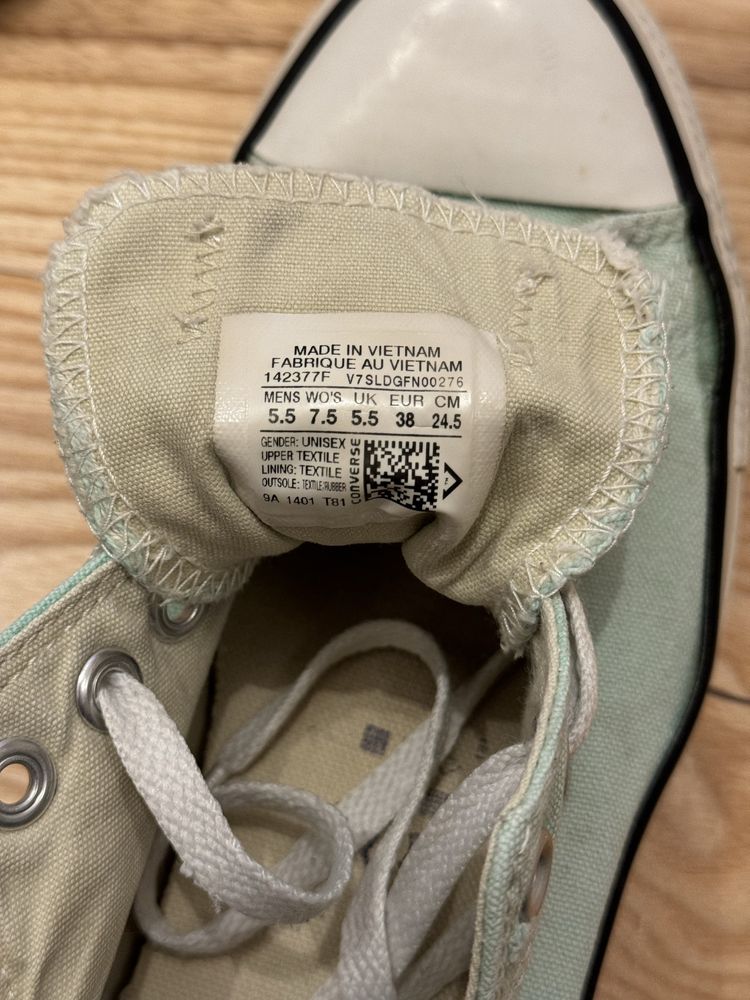 MADE IN VIETNAM
FABRIQUE AU VIETNAM
142377F V7SLDGFN00276
MENS WO'S UK EUR CM
5.5 7.5 5.5 38 24.5
GENDER: UNISEX
UPPER TEXTILE
LINING: TEXTILE
OUTSOLE: TEXTILE/RUBBER
9A 1401 T81
CONVERSE